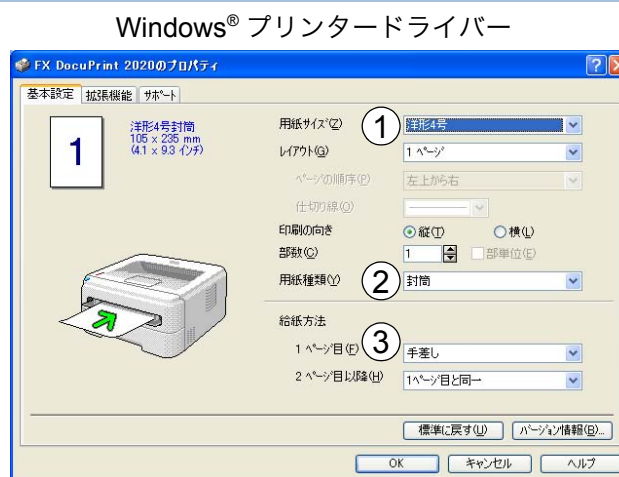 Windows® プリンタードライバー
FX DocuPrint 2020のプロパティ
基本設定 拡張機能 サポート
1
洋形4号封筒
105 x 235 mm
(4.1 x 9.3 インチ)
用紙サイズ(Z) ① 洋形4号
レイアウト(G) 1 ページ
ページの順序(P) 左上から右
仕切り線(O)
印刷の向き 縦(T) 横(L)
部数(C) 1 部単位(E)
用紙種類(Y) ② 封筒
給紙方法
1 ページ目(F) ③ 手差し
2 ページ目以降(H) 1ページ目と同一
標準に戻す(U) バージョン情報(B)...
OK キャンセル ヘルプ